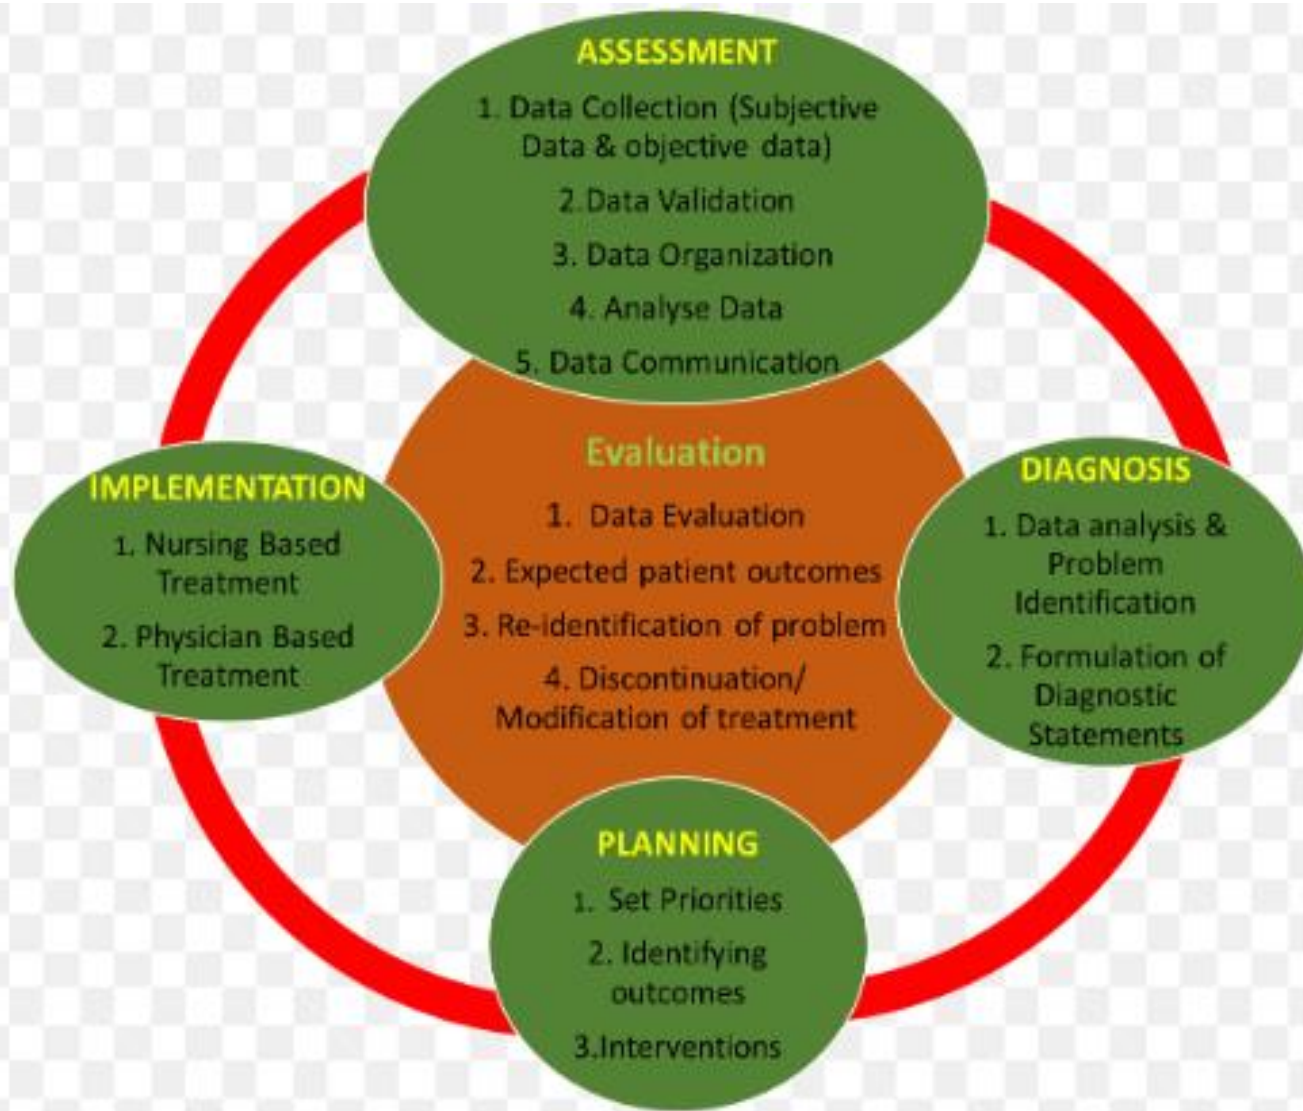 ASSESSMENT
1. Data Collection (Subjective
Data & objective data)
2.Data Validation
3. Data Organization
4. Analyse Data
5. Data Communication
Evaluation
1. Data Evaluation
2. Expected patient outcomes
3. Re-identification of problem
4. Discontinuation/
Modification of treatment
DIAGNOSIS
1. Data analysis &
Problem
Identification
2. Formulation of
Diagnostic
Statements
PLANNING
1. Set Priorities
2. Identifying
outcomes
3.Interventions
IMPLEMENTATION
1. Nursing Based
Treatment
2. Physician Based
Treatment